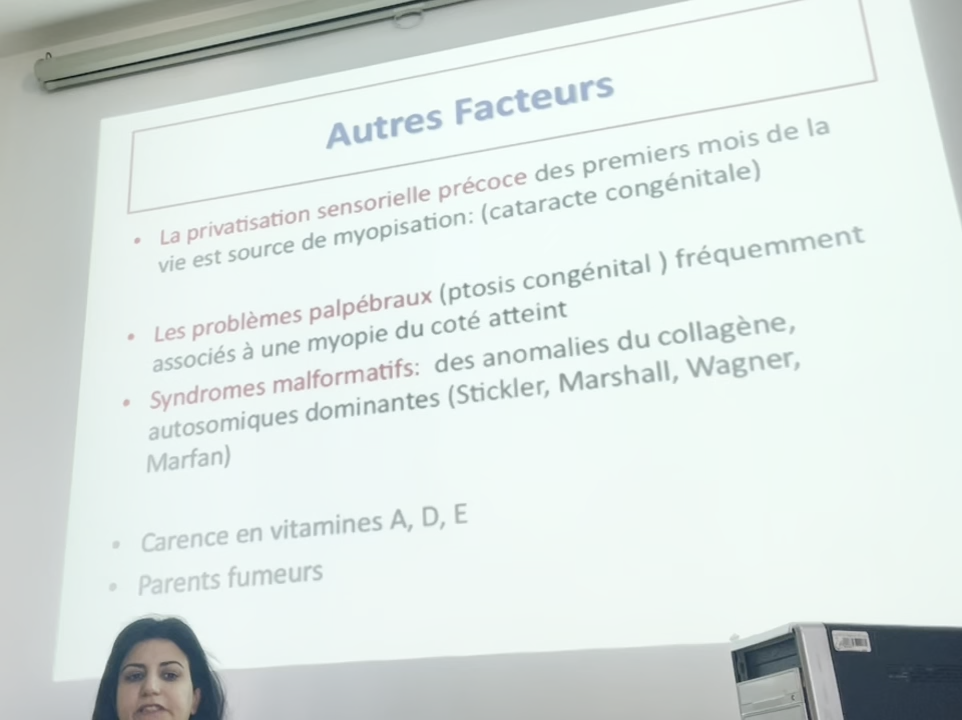 Autres Facteurs
• La privatisation sensorielle précoce des premiers mois de la
vie est source de myopisation: (cataracte congénitale)
• Les problèmes palpébraux (ptosis congénital ) fréquemment
associés à une myopie du coté atteint
• Syndromes malformatifs: des anomalies du collagène,
autosomiques dominantes (Stickler, Marshall, Wagner,
Marfan)
• Carence en vitamines A, D, E
• Parents fumeurs